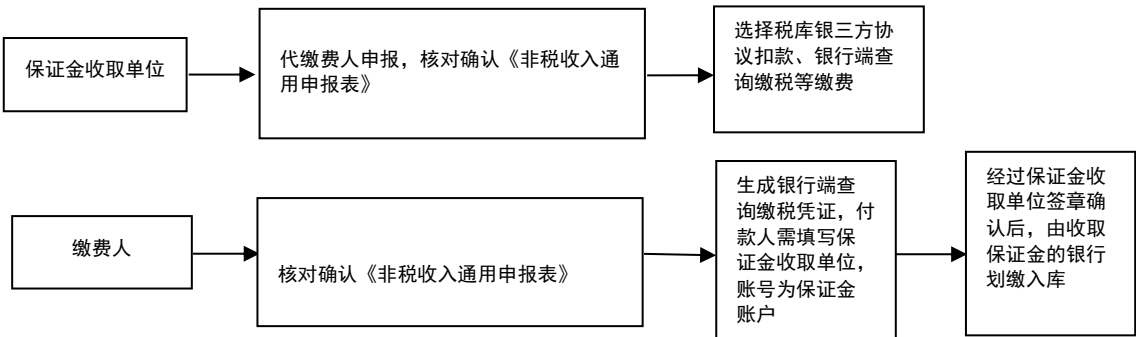 保证金收取单位
代缴费人申报，核对确认《非税收入通
用申报表》
选择税库银三方协
议扣款、银行端查
询缴税等缴费
缴费人
核对确认《非税收入通用申报表》
生成银行端查
询缴税凭证，付
款人需填写保
证金收取单位，
账号为保证金
账户
经过保证金收
取单位签章确
认后，由收取
保证金的银行
划缴入库